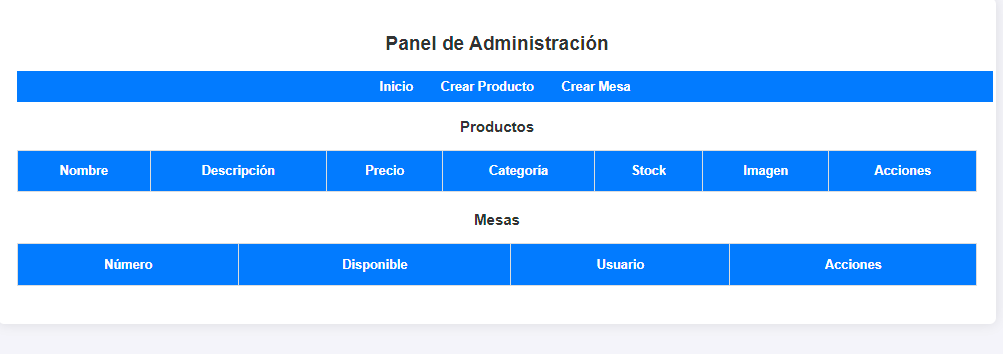 Panel de Administración
Inicio Crear Producto Crear Mesa
Productos
Nombre Descripción Precio Categoría Stock Imagen Acciones
Mesas
Número Disponible Usuario Acciones